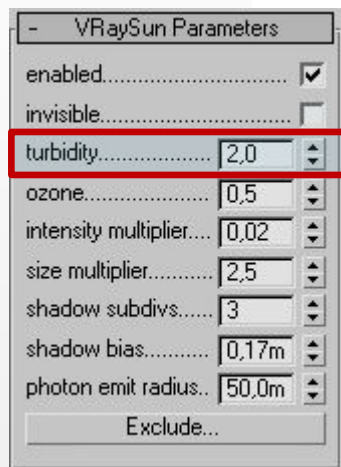 - VRaySun Parameters
enabled..............................
invisible..............................
turbidity.................... 2,0
ozone...................... 0,5
intensity multiplier.... 0,02
size multiplier........... 2,5
shadow subdivs...... 3
shadow bias........... 0,17m
photon emit radius.. 50,0m
Exclude...